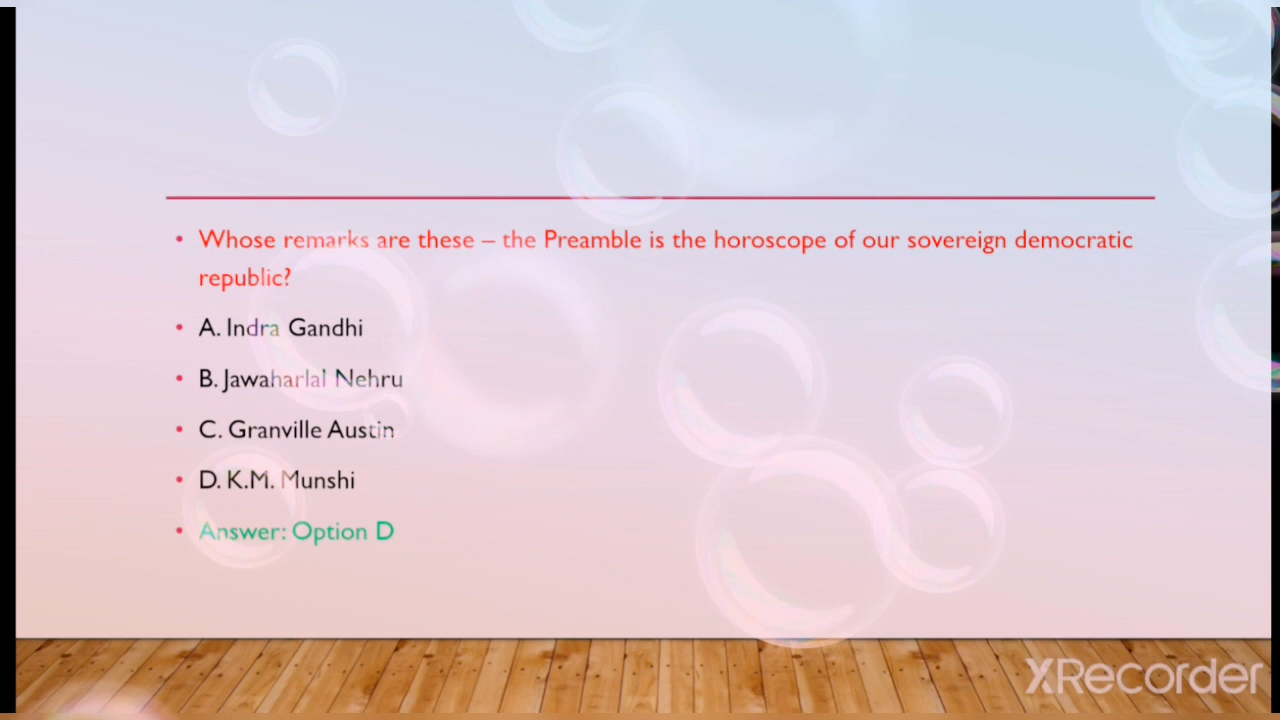 • Whose remarks are these – the Preamble is the horoscope of our sovereign democratic
republic?
• A. Indra Gandhi
• B. Jawaharlal Nehru
• C. Granville Austin
• D. K.M. Munshi
• Answer: Option D
XRecorder